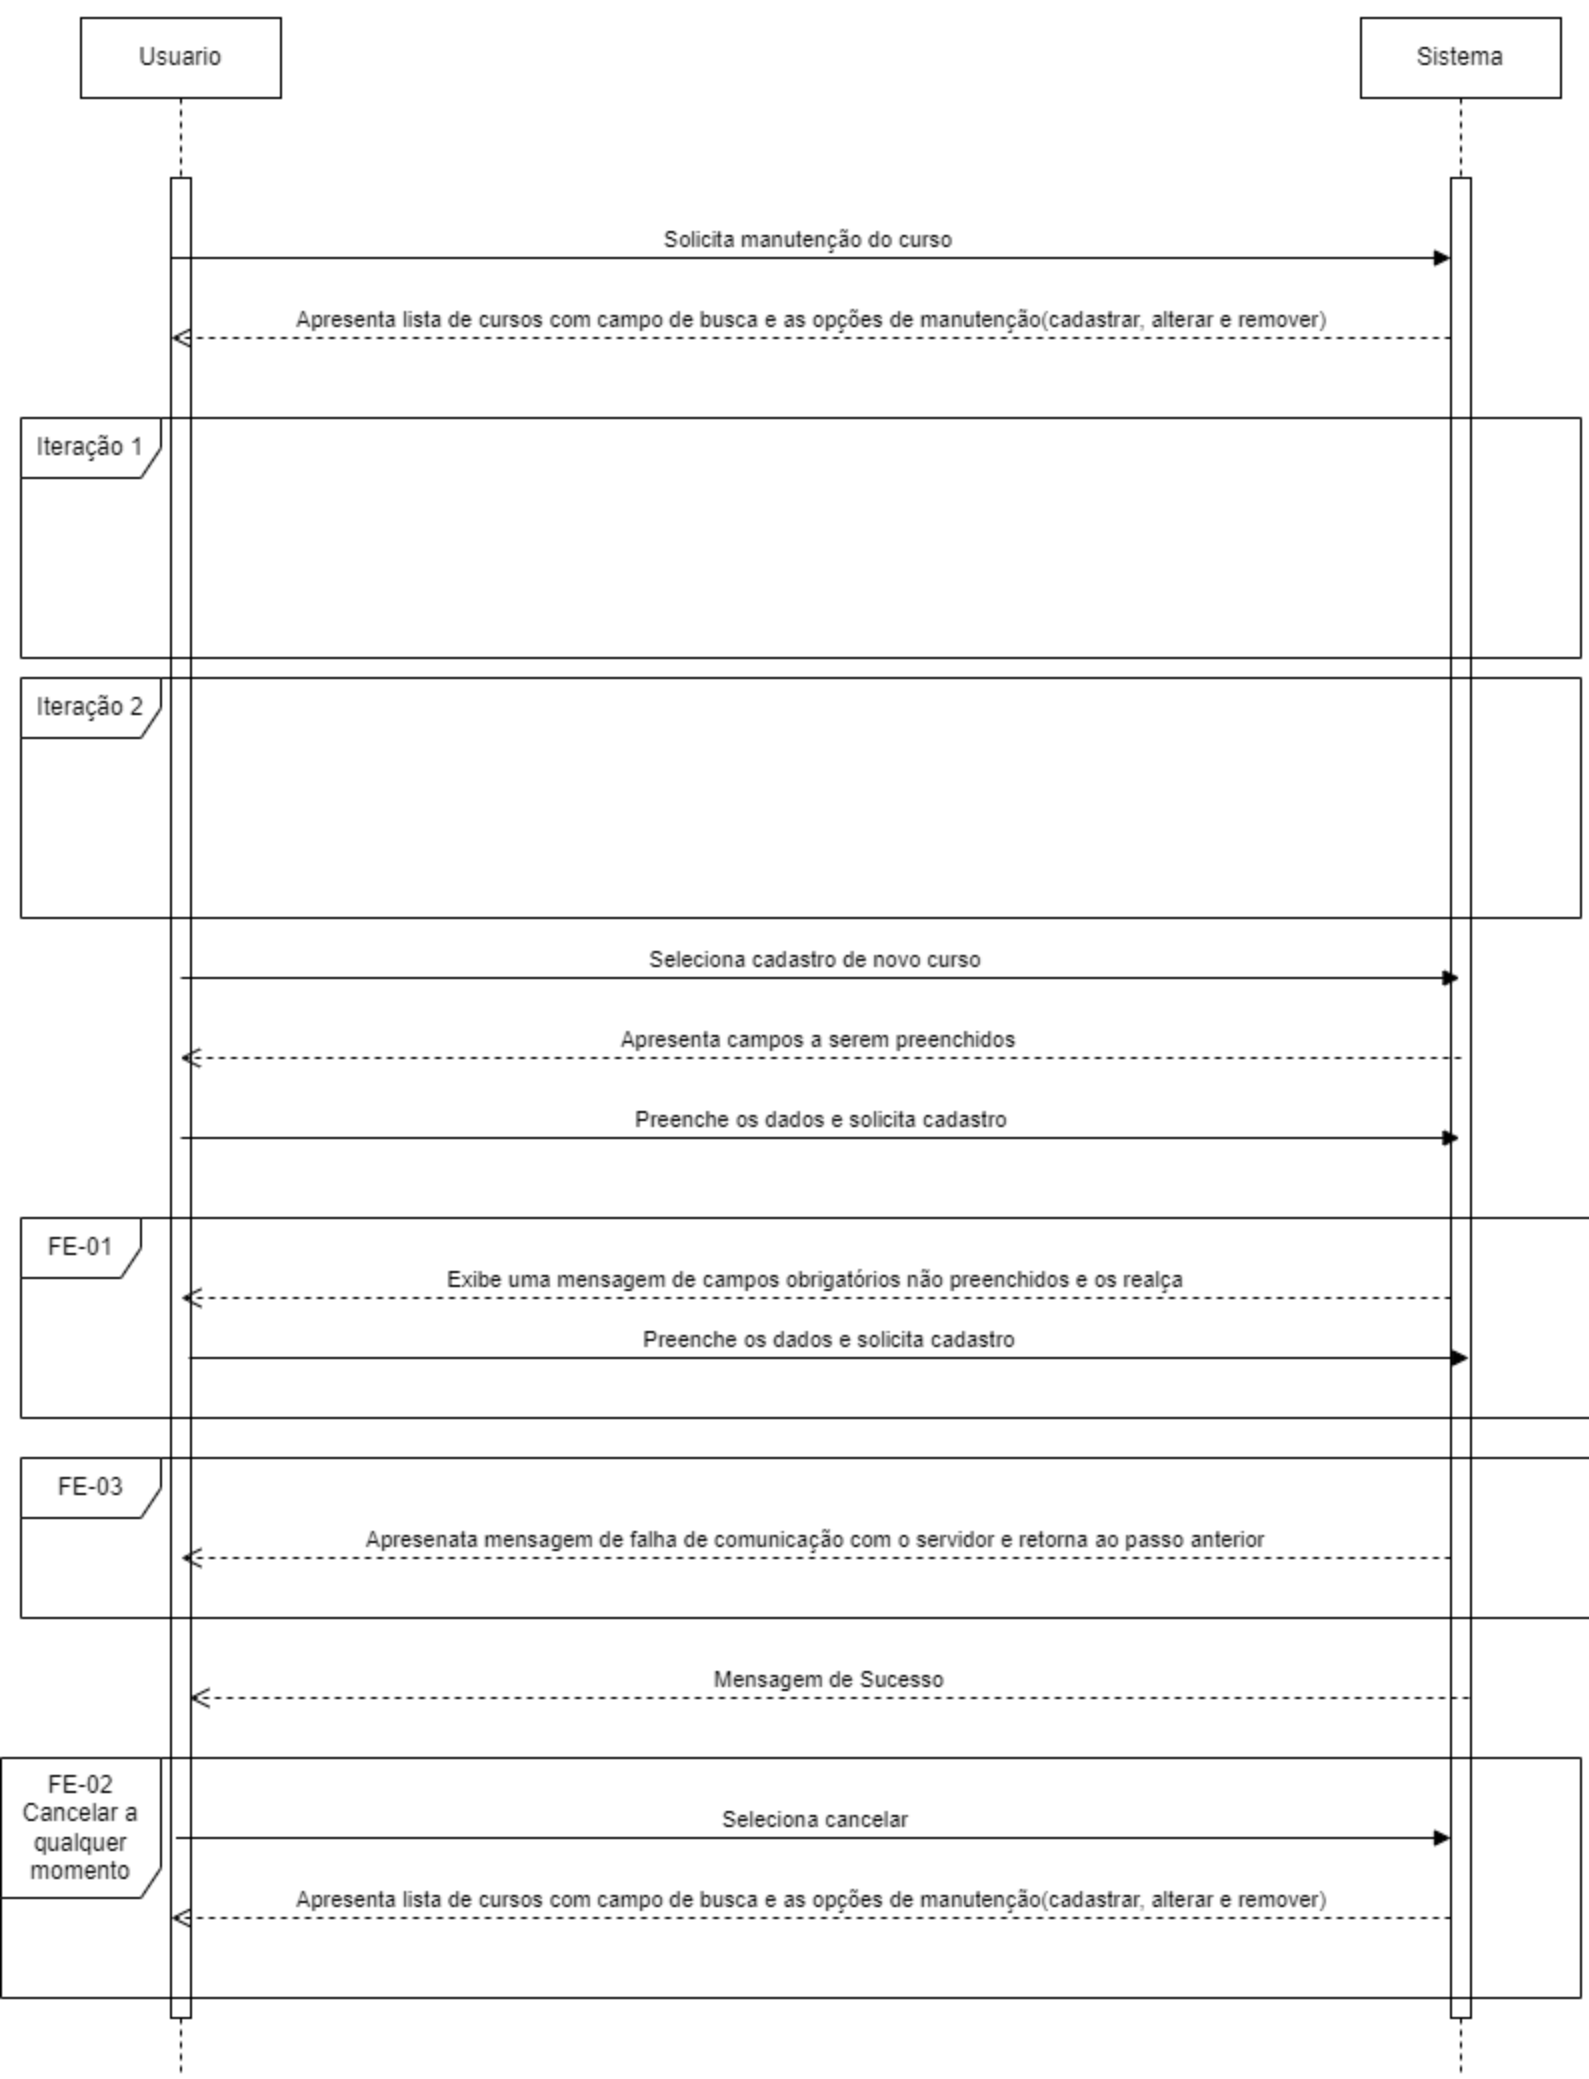 Usuario
Sistema
Solicita manutenção do curso
Apresenta lista de cursos com campo de busca e as opções de manutenção(cadastrar, alterar e remover)
Iteração 1
Iteração 2
Seleciona cadastro de novo curso
Apresenta campos a serem preenchidos
Preenche os dados e solicita cadastro
FE-01
Exibe uma mensagem de campos obrigatórios não preenchidos e os realça
Preenche os dados e solicita cadastro
FE-03
Apresenata mensagem de falha de comunicação com o servidor e retorna ao passo anterior
Mensagem de Sucesso
FE-02
Cancelar a
qualquer
momento
Seleciona cancelar
Apresenta lista de cursos com campo de busca e as opções de manutenção(cadastrar, alterar e remover)